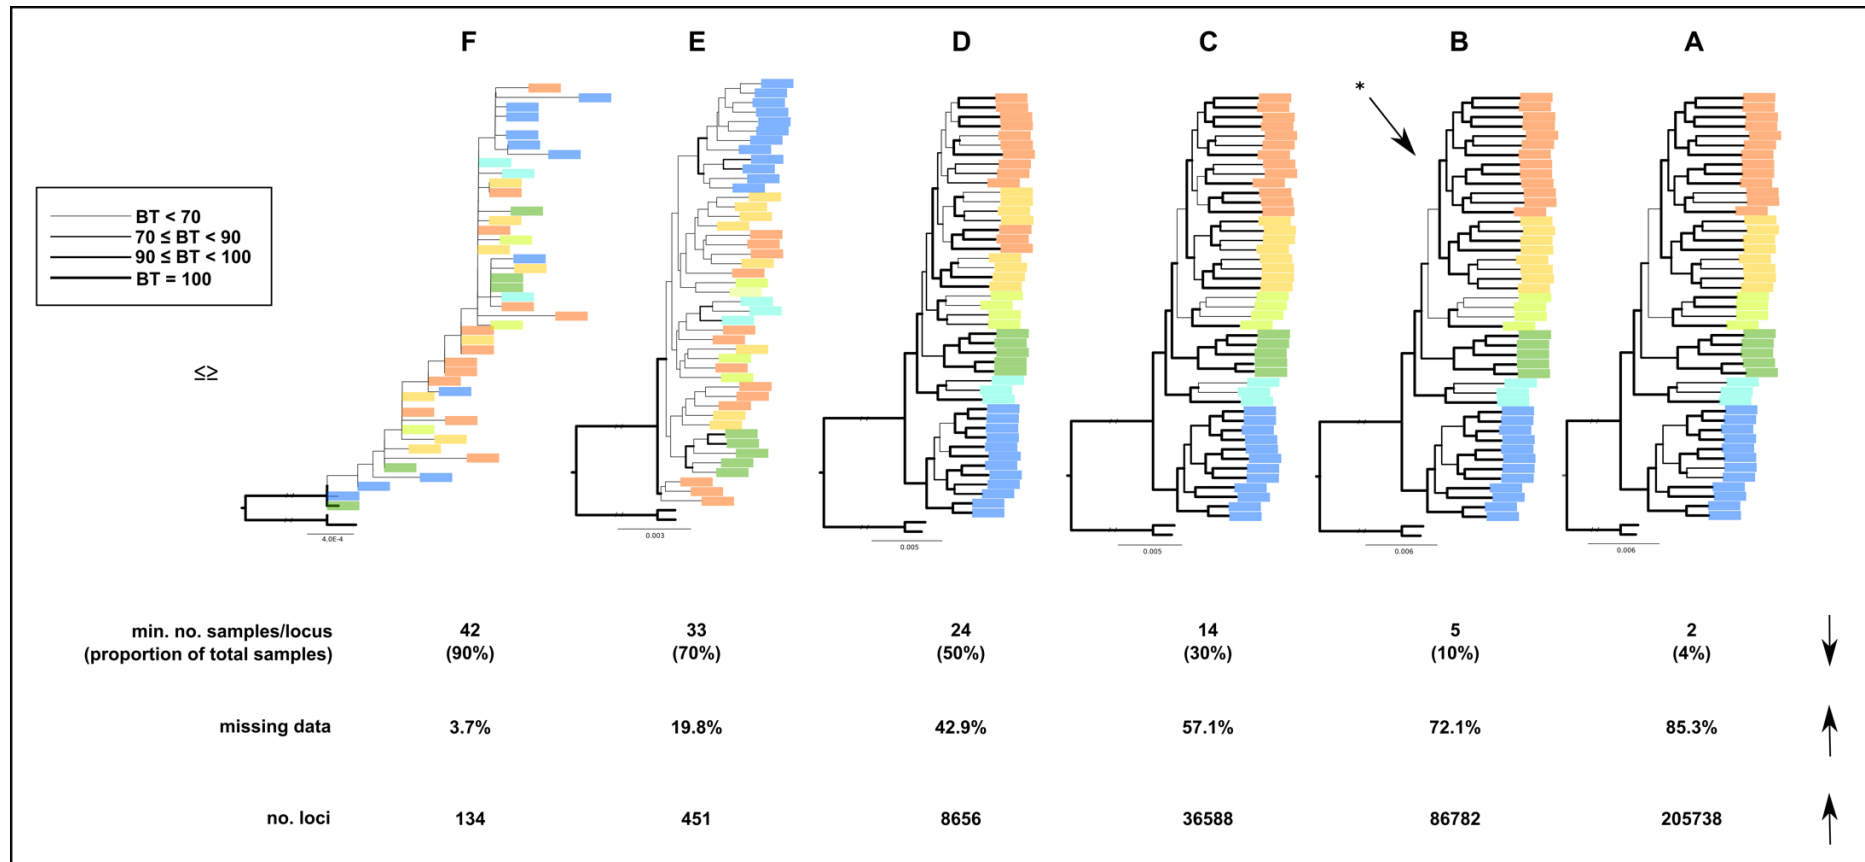 F E D C B A
*
BT < 70
70 ≤ BT < 90
90 ≤ BT < 100
BT = 100
≤≥
4.0E-4 0.003 0.005 0.005 0.006 0.006
min. no. samples/locus 42 33 24 14 5 2
(proportion of total samples) (90%) (70%) (50%) (30%) (10%) (4%)
missing data 3.7% 19.8% 42.9% 57.1% 72.1% 85.3%
no. loci 134 451 8656 36588 86782 205738